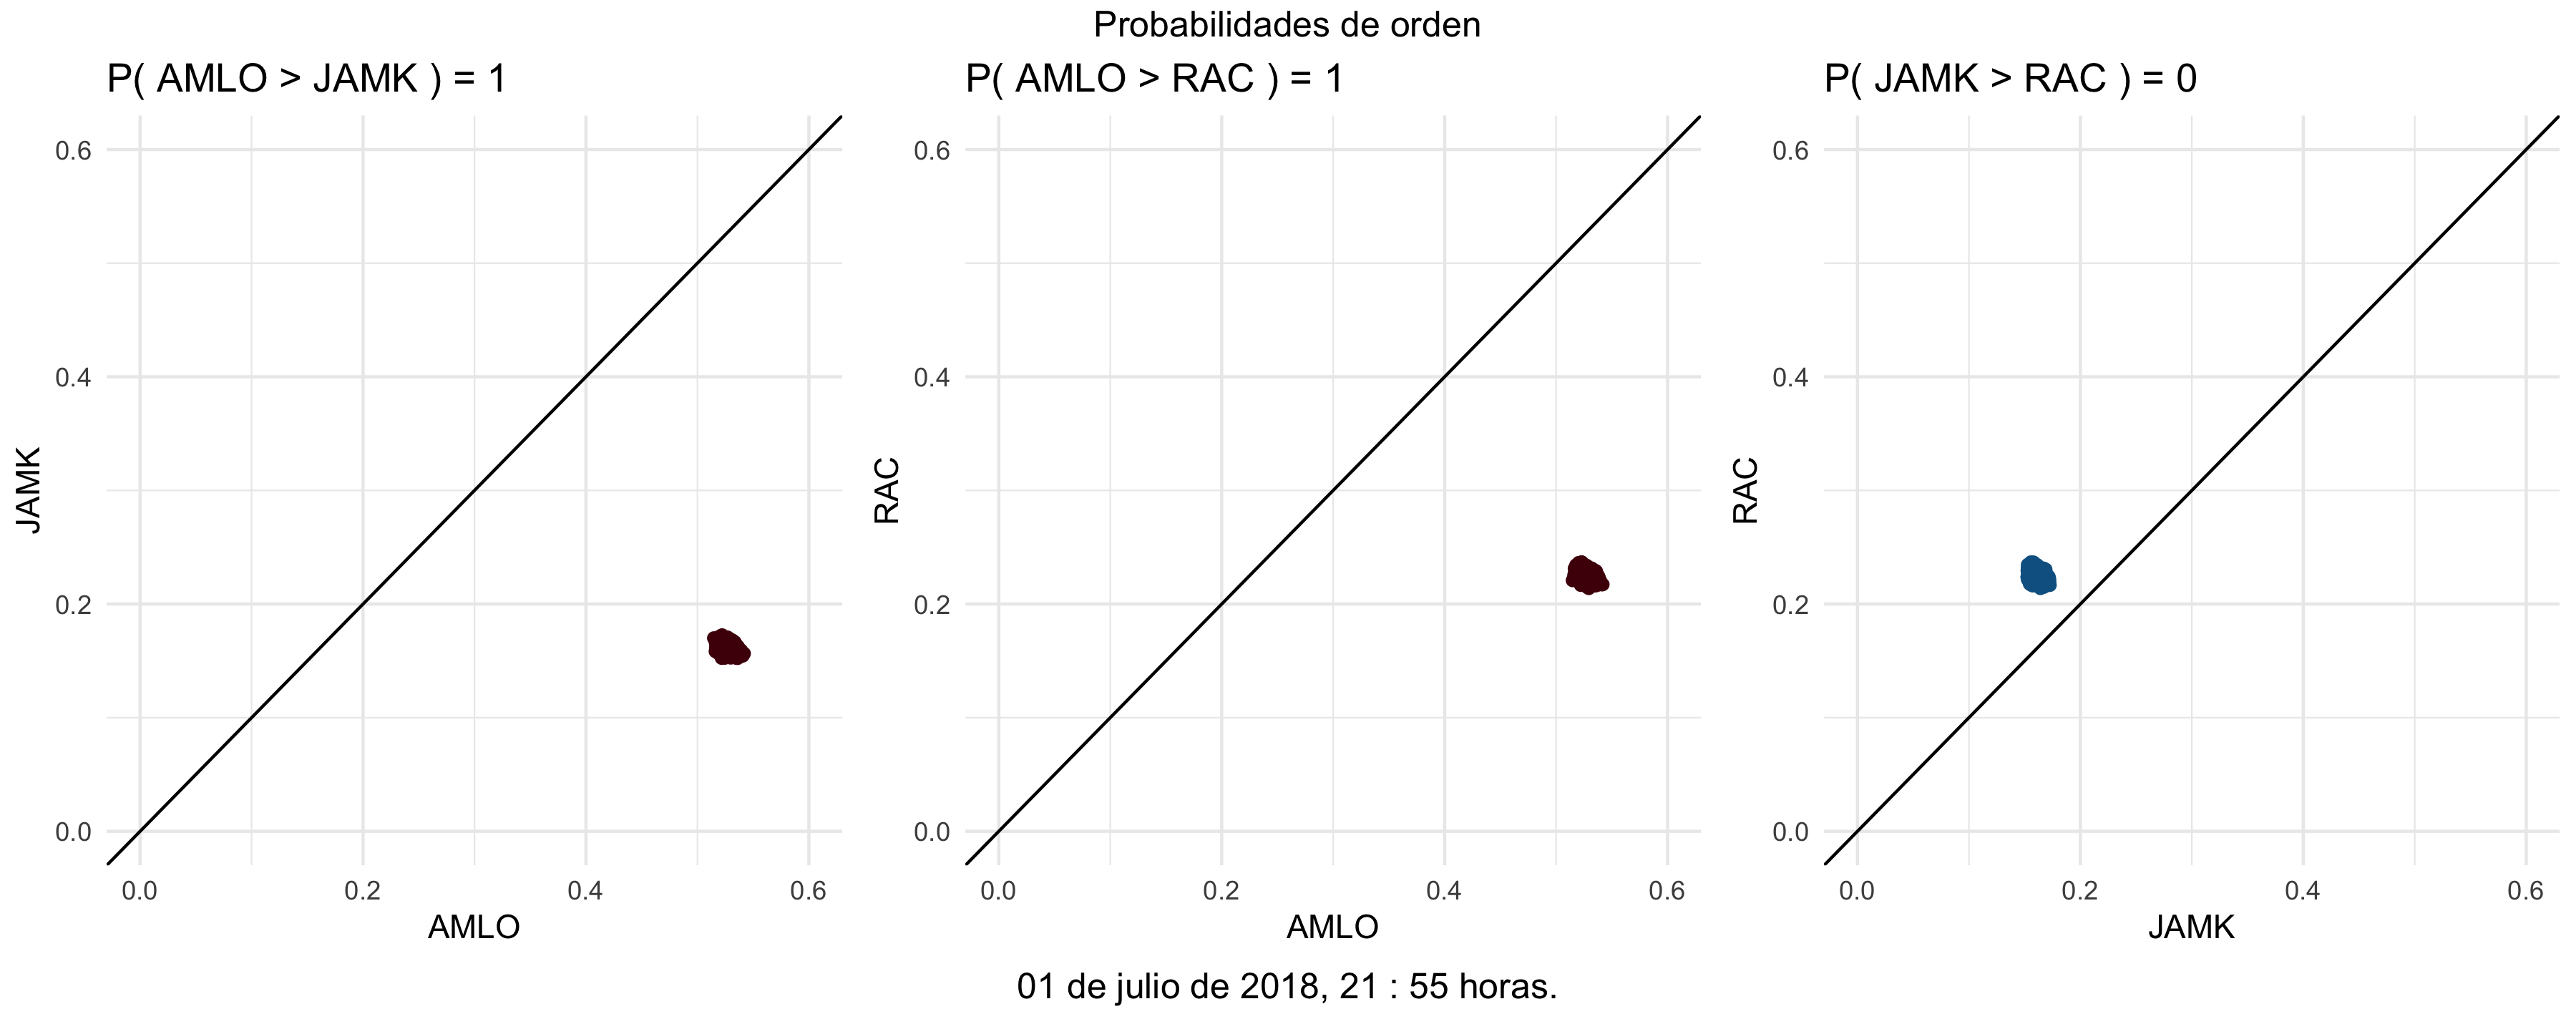 Probabilidades de orden
P( AMLO > JAMK ) = 1
0.6
0.4
0.2
0.0
JAMK
0.0 0.2 0.4 0.6
AMLO
P( AMLO > RAC ) = 1
0.6
0.4
0.2
0.0
RAC
0.0 0.2 0.4 0.6
AMLO
P( JAMK > RAC ) = 0
0.6
0.4
0.2
0.0
RAC
0.0 0.2 0.4 0.6
JAMK
01 de julio de 2018, 21 : 55 horas.